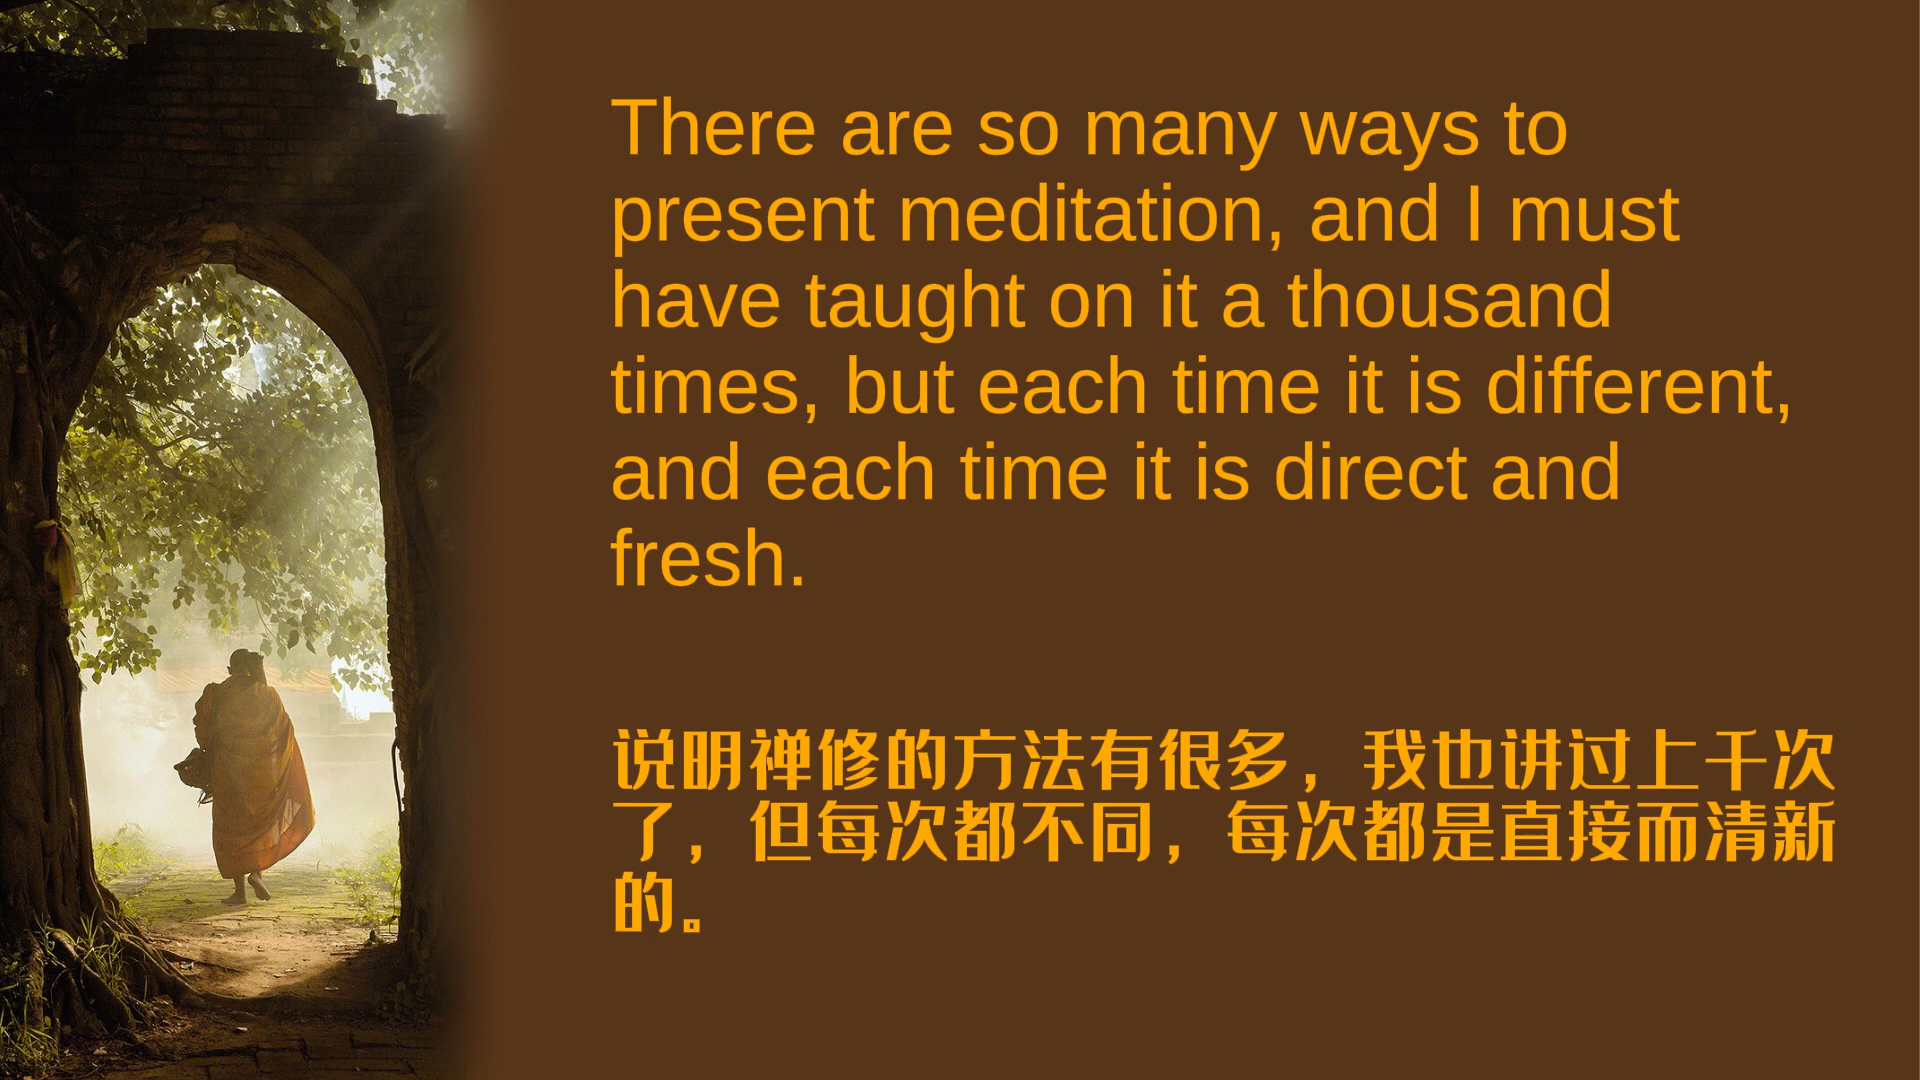 There are so many ways to
present meditation, and I must
have taught on it a thousand
times, but each time it is different,
and each time it is direct and
fresh.
说明禅修的方法有很多，我也讲过上千次
了，但每次都不同，每次都是直接而清新
的。